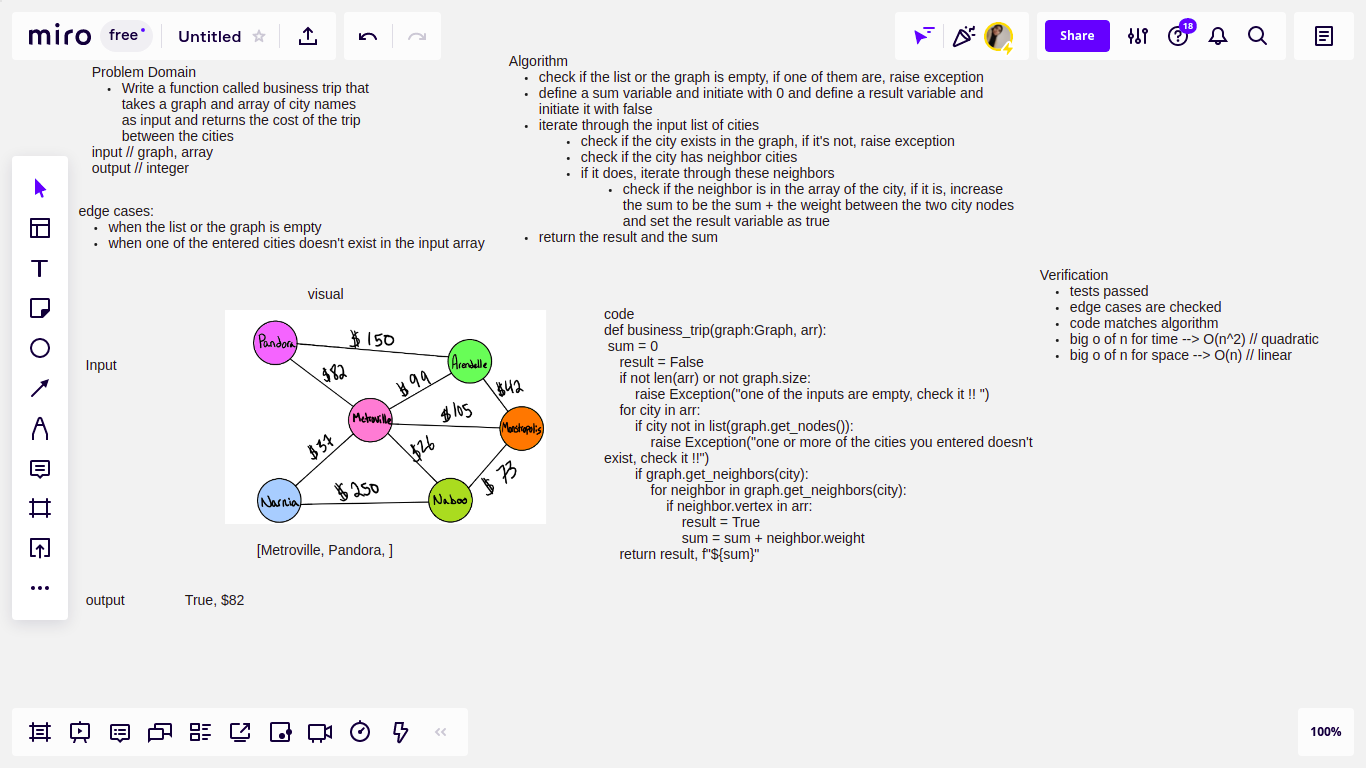 miro free Untitled
Share
18
Problem Domain
Write a function called business trip that
takes a graph and array of city names
as input and returns the cost of the trip
between the cities
input // graph, array
output // integer
edge cases:
when the list or the graph is empty
when one of the entered cities doesn't exist in the input array
Algorithm
check if the list or the graph is empty, if one of them are, raise exception
define a sum variable and initiate with 0 and define a result variable and
initiate it with false
iterate through the input list of cities
check if the city exists in the graph, if it's not, raise exception
check if the city has neighbor cities
if it does, iterate through these neighbors
check if the neighbor is in the array of the city, if it is, increase
the sum to be the sum + the weight between the two city nodes
and set the result variable as true
return the result and the sum
visual
Input
Pandora
$150
Arendelle
$82
$99
$42
Metroville
$105
Monstropolis
$37
$26
$73
Narnia
$250
Naboo
[Metroville, Pandora, ]
output
True, $82
code
def business_trip(graph:Graph, arr):
sum = 0
result = False
if not len(arr) or not graph.size:
raise Exception("one of the inputs are empty, check it !! ")
for city in arr:
if city not in list(graph.get_nodes()):
raise Exception("one or more of the cities you entered doesn't
exist, check it !!")
if graph.get_neighbors(city):
for neighbor in graph.get_neighbors(city):
if neighbor.vertex in arr:
result = True
sum = sum + neighbor.weight
return result, f"${sum}"
Verification
tests passed
edge cases are checked
code matches algorithm
big o of n for time --> O(n^2) // quadratic
big o of n for space --> O(n) // linear
100%